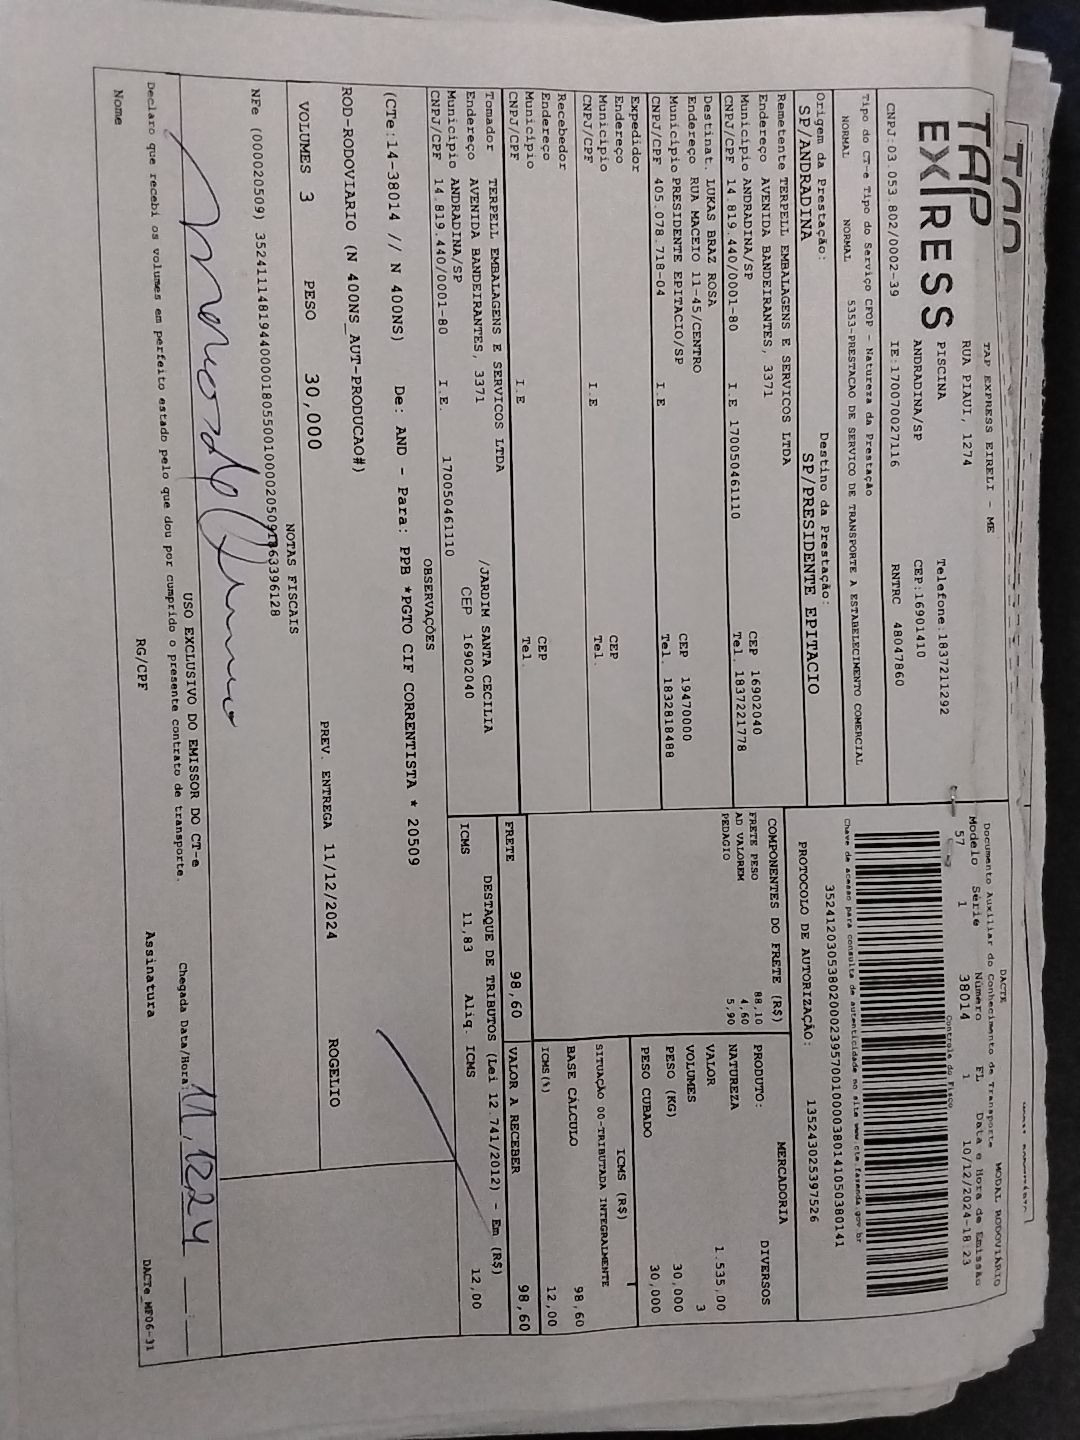 TAP
EXPRESS
TAP EXPRESS EIRELI - ME
RUA PIAUI, 1274
PISCINA
Telefone:1837211292
ANDRADINA/SP
CEP:16901410
CNPJ:03.053.802/0002-39
IE:170070027116
RNTRC 48047860
Tipo do CT-e Tipo do Serviço CFOP - Natureza da Prestação
NORMAL NORMAL 5353-PRESTACAO DE SERVICO DE TRANSPORTE A ESTABELECIMENTO COMERCIAL
Origem da Prestação:
SP/ANDRADINA
Destino da Prestação:
SP/PRESIDENTE EPITACIO
DACTE
MODAL RODOVIÁRIO
Documento Auxiliar do Conhecimento de Transporte
Modelo Série Número FL Data e Hora de Emissão
57 1 38014 1 10/12/2024-18:23
Controle do Fisco
Chave de acesso para consulta de autenticidade no site www.cte.fazenda.gov.br
35241203053802000239570010000380141050380141
PROTOCOLO DE AUTORIZAÇÃO: 135243025397526
Remetente TERPELL EMBALAGENS E SERVICOS LTDA
Endereço AVENIDA BANDEIRANTES, 3371
Município ANDRADINA/SP CEP 16902040
CNPJ/CPF 14.819.440/0001-80 I.E 170050461110 Tel. 1837221778
Destinat. LUKAS BRAZ ROSA
Endereço RUA MACEIO 11-45/CENTRO
Município PRESIDENTE EPITACIO/SP CEP 19470000
CNPJ/CPF 405.078.718-04 I.E Tel. 1832818488
Expedidor
Endereço
Município CEP
CNPJ/CPF I.E Tel.
Recebedor
Endereço
Município CEP
CNPJ/CPF I.E Tel.
COMPONENTES DO FRETE (R$)
FRETE PESO 88,10
AD VALOREM 4,60
PEDAGIO 5,90
MERCADORIA
PRODUTO: DIVERSOS
NATUREZA
VALOR 1.535,00
VOLUMES 3
PESO (KG) 30,000
PESO CUBADO 30,000
ICMS (R$)
SITUAÇÃO 00-TRIBUTADA INTEGRALMENTE
BASE CÁLCULO 98,60
ICMS(%) 12,00
FRETE 98,60 VALOR A RECEBER 98,60
Tomador TERPELL EMBALAGENS E SERVICOS LTDA
Endereço AVENIDA BANDEIRANTES, 3371 /JARDIM SANTA CECILIA
Município ANDRADINA/SP CEP 16902040
CNPJ/CPF 14.819.440/0001-80 I.E. 170050461110
DESTAQUE DE TRIBUTOS (Lei 12.741/2012) - Em (R$)
ICMS 11,83 Aliq. ICMS 12,00
OBSERVAÇÕES
(CTe:14-38014 // N 400NS) De: AND - Para: PPB *PGTO CIF CORRENTISTA * 20509
ROD-RODOVIARIO (N 400NS_AUT-PRODUCAO#)
VOLUMES 3 PESO 30,000 PREV. ENTREGA 11/12/2024 ROGELIO
NOTAS FISCAIS
NFe (000020509)
USO EXCLUSIVO DO EMISSOR DO CT-e
Chegada Data/Hora: 11.12.24 :
Declaro que recebi os volumes em perfeito estado pelo que dou por cumprido o presente contrato de transporte.
Nome RG/CPF Assinatura
DACTe_MF06-31